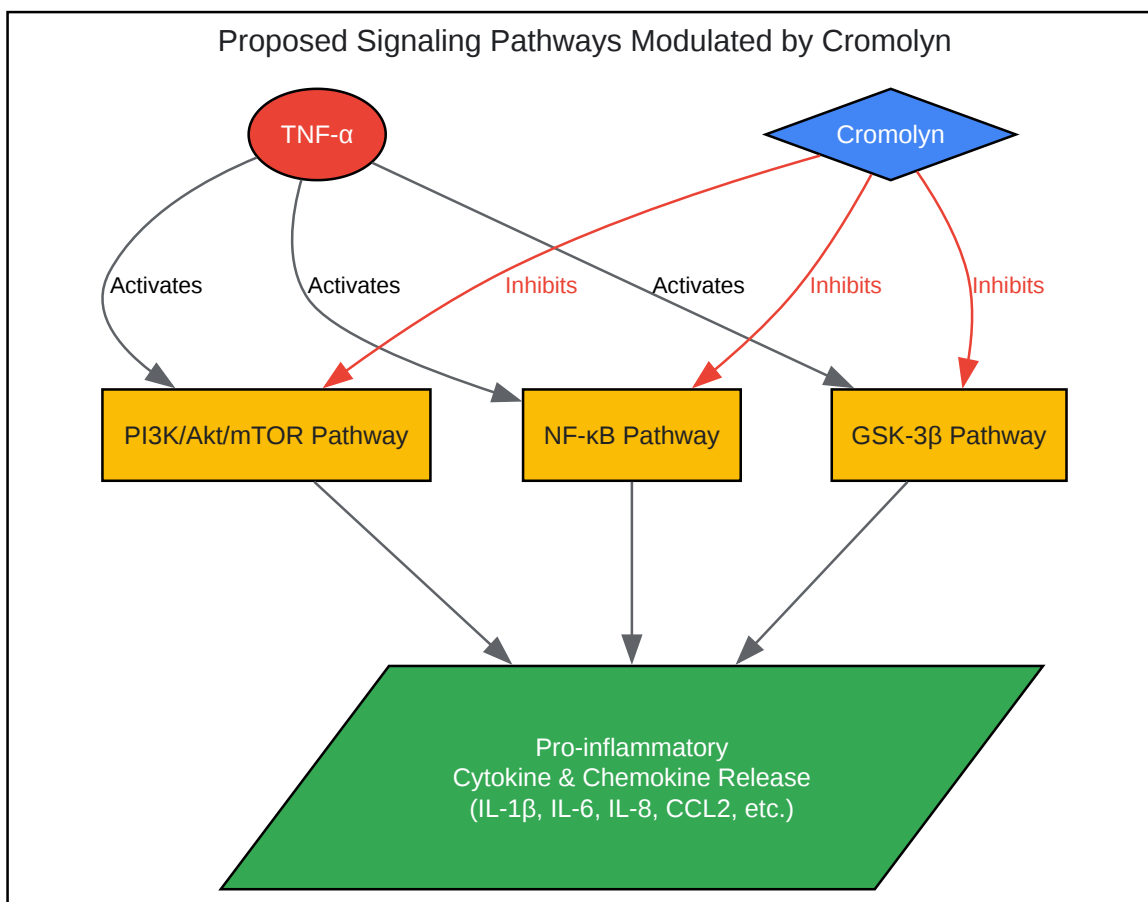 Proposed Signaling Pathways Modulated by Cromolyn
TNF-α
Cromolyn
Activates
Activates
Inhibits
Activates
Inhibits
Inhibits
PI3K/Akt/mTOR Pathway
NF-κB Pathway
GSK-3β Pathway
Pro-inflammatory
Cytokine & Chemokine Release
(IL-1β, IL-6, IL-8, CCL2, etc.)